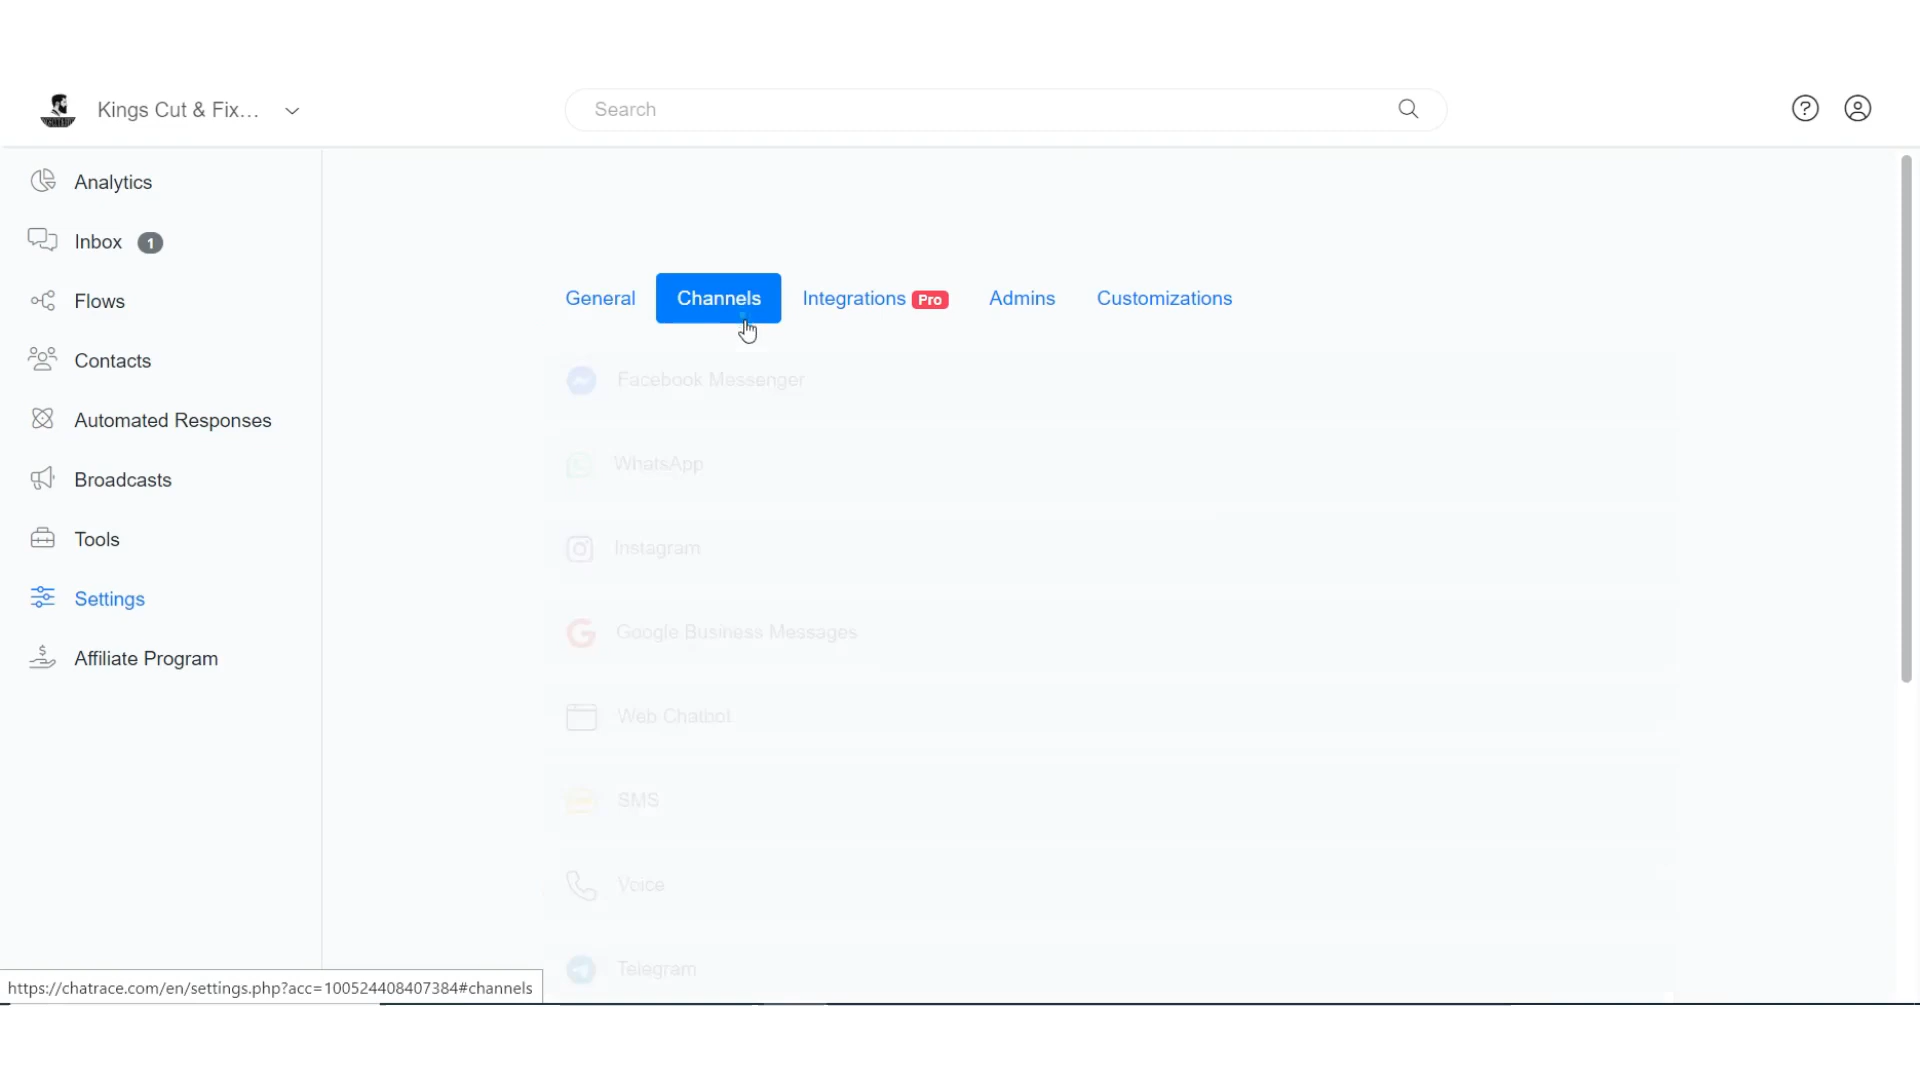 Kings Cut & Fix...
Search
Analytics
Inbox 1
Flows
Contacts
Automated Responses
Broadcasts
Tools
Settings
Affiliate Program
General Channels Integrations Pro Admins Customizations
Facebook Messenger
WhatsApp
Instagram
Google Business Messages
Web Chatbot
SMS
Voice
Telegram
https://chatrace.com/en/settings.php?acc=100524408407384#channels